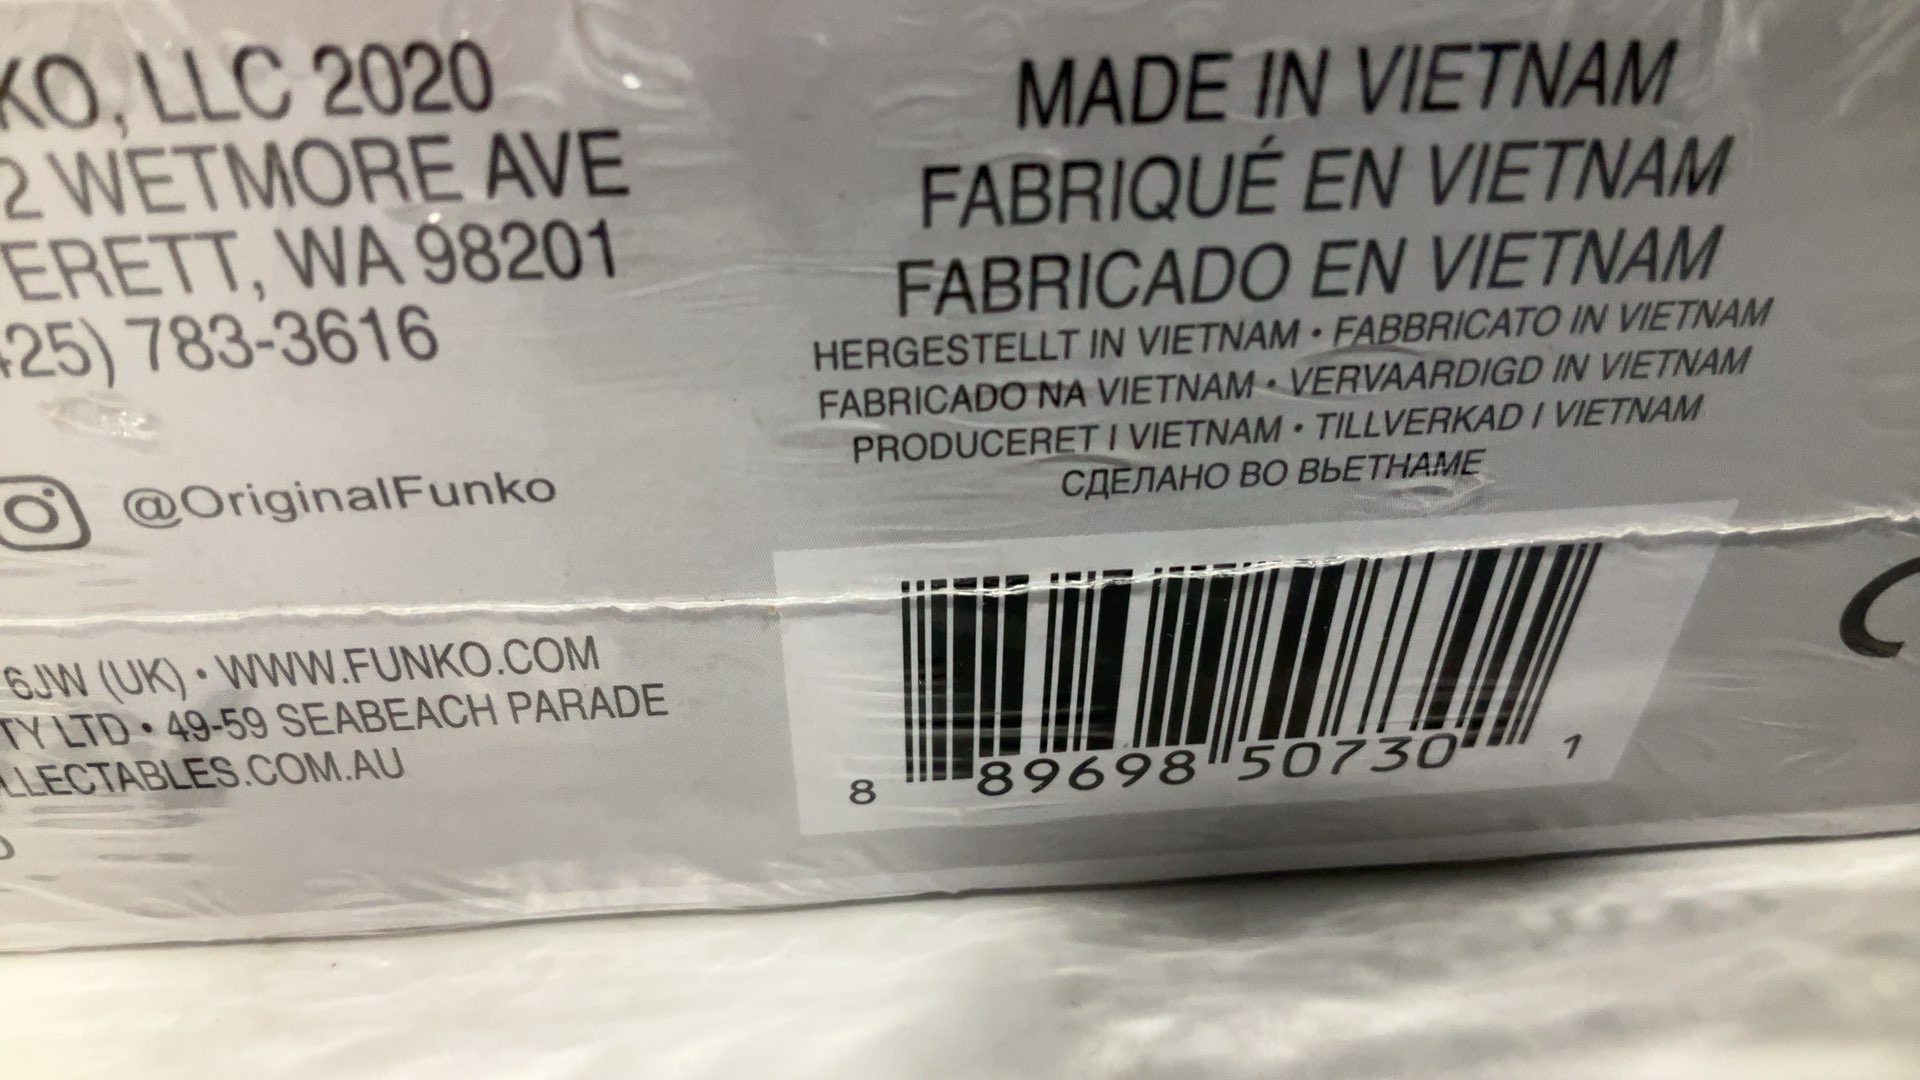 KO, LLC 2020
2 WETMORE AVE
ERETT, WA 98201
25) 783-3616
@OriginalFunko
6JW (UK) • WWW.FUNKO.COM
TY LTD • 49-59 SEABEACH PARADE
LLECTABLES.COM.AU
MADE IN VIETNAM
FABRIQUÉ EN VIETNAM
FABRICADO EN VIETNAM
HERGESTELLT IN VIETNAM • FABBRICATO IN VIETNAM
FABRICADO NA VIETNAM • VERVAARDIGD IN VIETNAM
PRODUCERET I VIETNAM • TILLVERKAD I VIETNAM
СДЕЛАНО ВО ВЬЕТНАМЕ
8 89698 50730 1